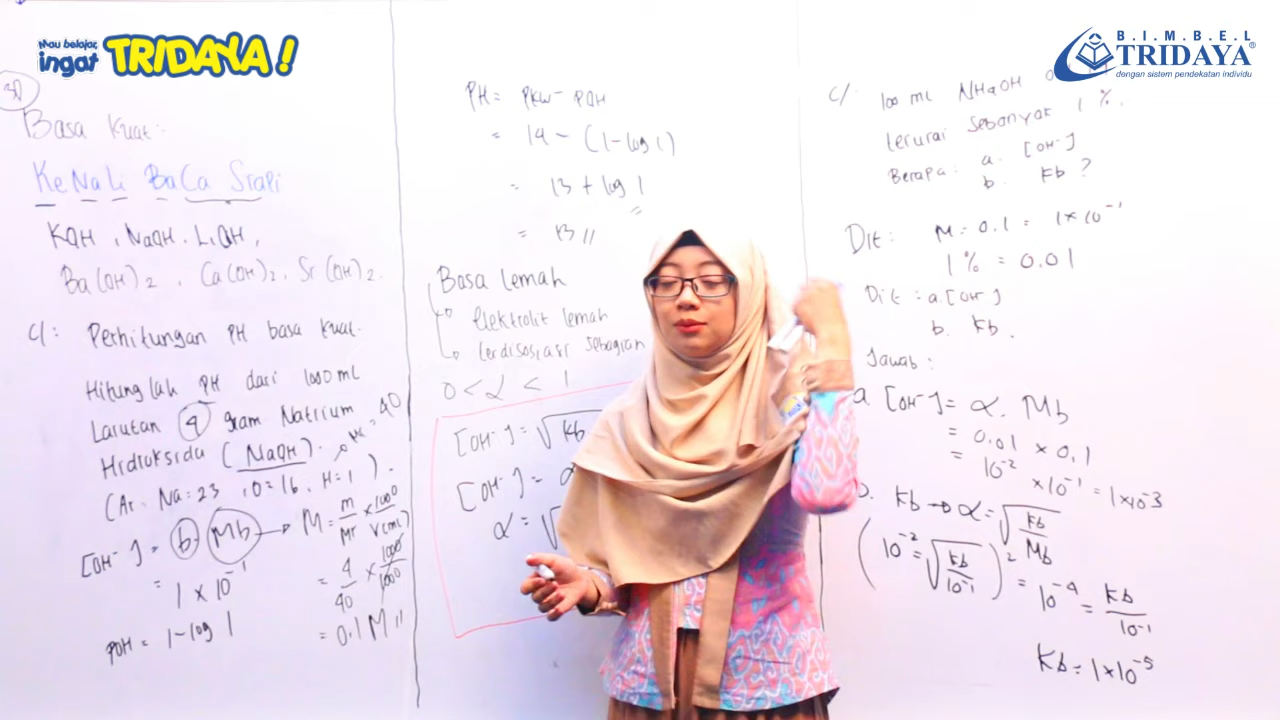 Mau belajar,
ingat TRIDAYA!
B.I.M.B.E.L
TRIDAYA®
dengan sistem pendekatan individu
Basa Kuat:
KeNaLi BaCa Srapi
KOH, NaOH. LiOH,
Ba(OH)2, Ca(OH)2, Sr(OH)2.
c/: Perhitungan PH basa kuat.
Hitunglah PH dari 1000 ml
Larutan 4 gram Natrium
Hidroksida (NaOH). Mr = 40
(Ar. Na=23, O=16, H=1).
[OH-] = b Mb → M = m/Mr × 1000/V(ml)
= 1 × 10^-1
= 4/40 × 1000/1000
POH = 1-log 1
= 0.1 M //
PH = PKw - POH
= 14 - (1-log 1)
= 13 + log 1
= 13 //
Basa Lemah
Elektrolit lemah
terdisosiasi sebagian
0 < α < 1
[OH-] = √Kb
[OH-] =
α = √
c/. 100 ml NH4OH
terurai sebanyak 1 %.
Berapa: a. [OH-]
b. Kb?
Dit: M = 0.1 = 1×10^-1
1% = 0.01
Dit: a. [OH-]
b. Kb.
Jawab:
a [OH-] = α. Mb
= 0.01 × 0.1
= 10^-2 × 10^-1 = 1×10^-3
b. Kb → α = √Kb/Mb
(10^-2 = √Kb/10^-1)^2 = 10^-4 = Kb/10^-1
Kb = 1×10^-5